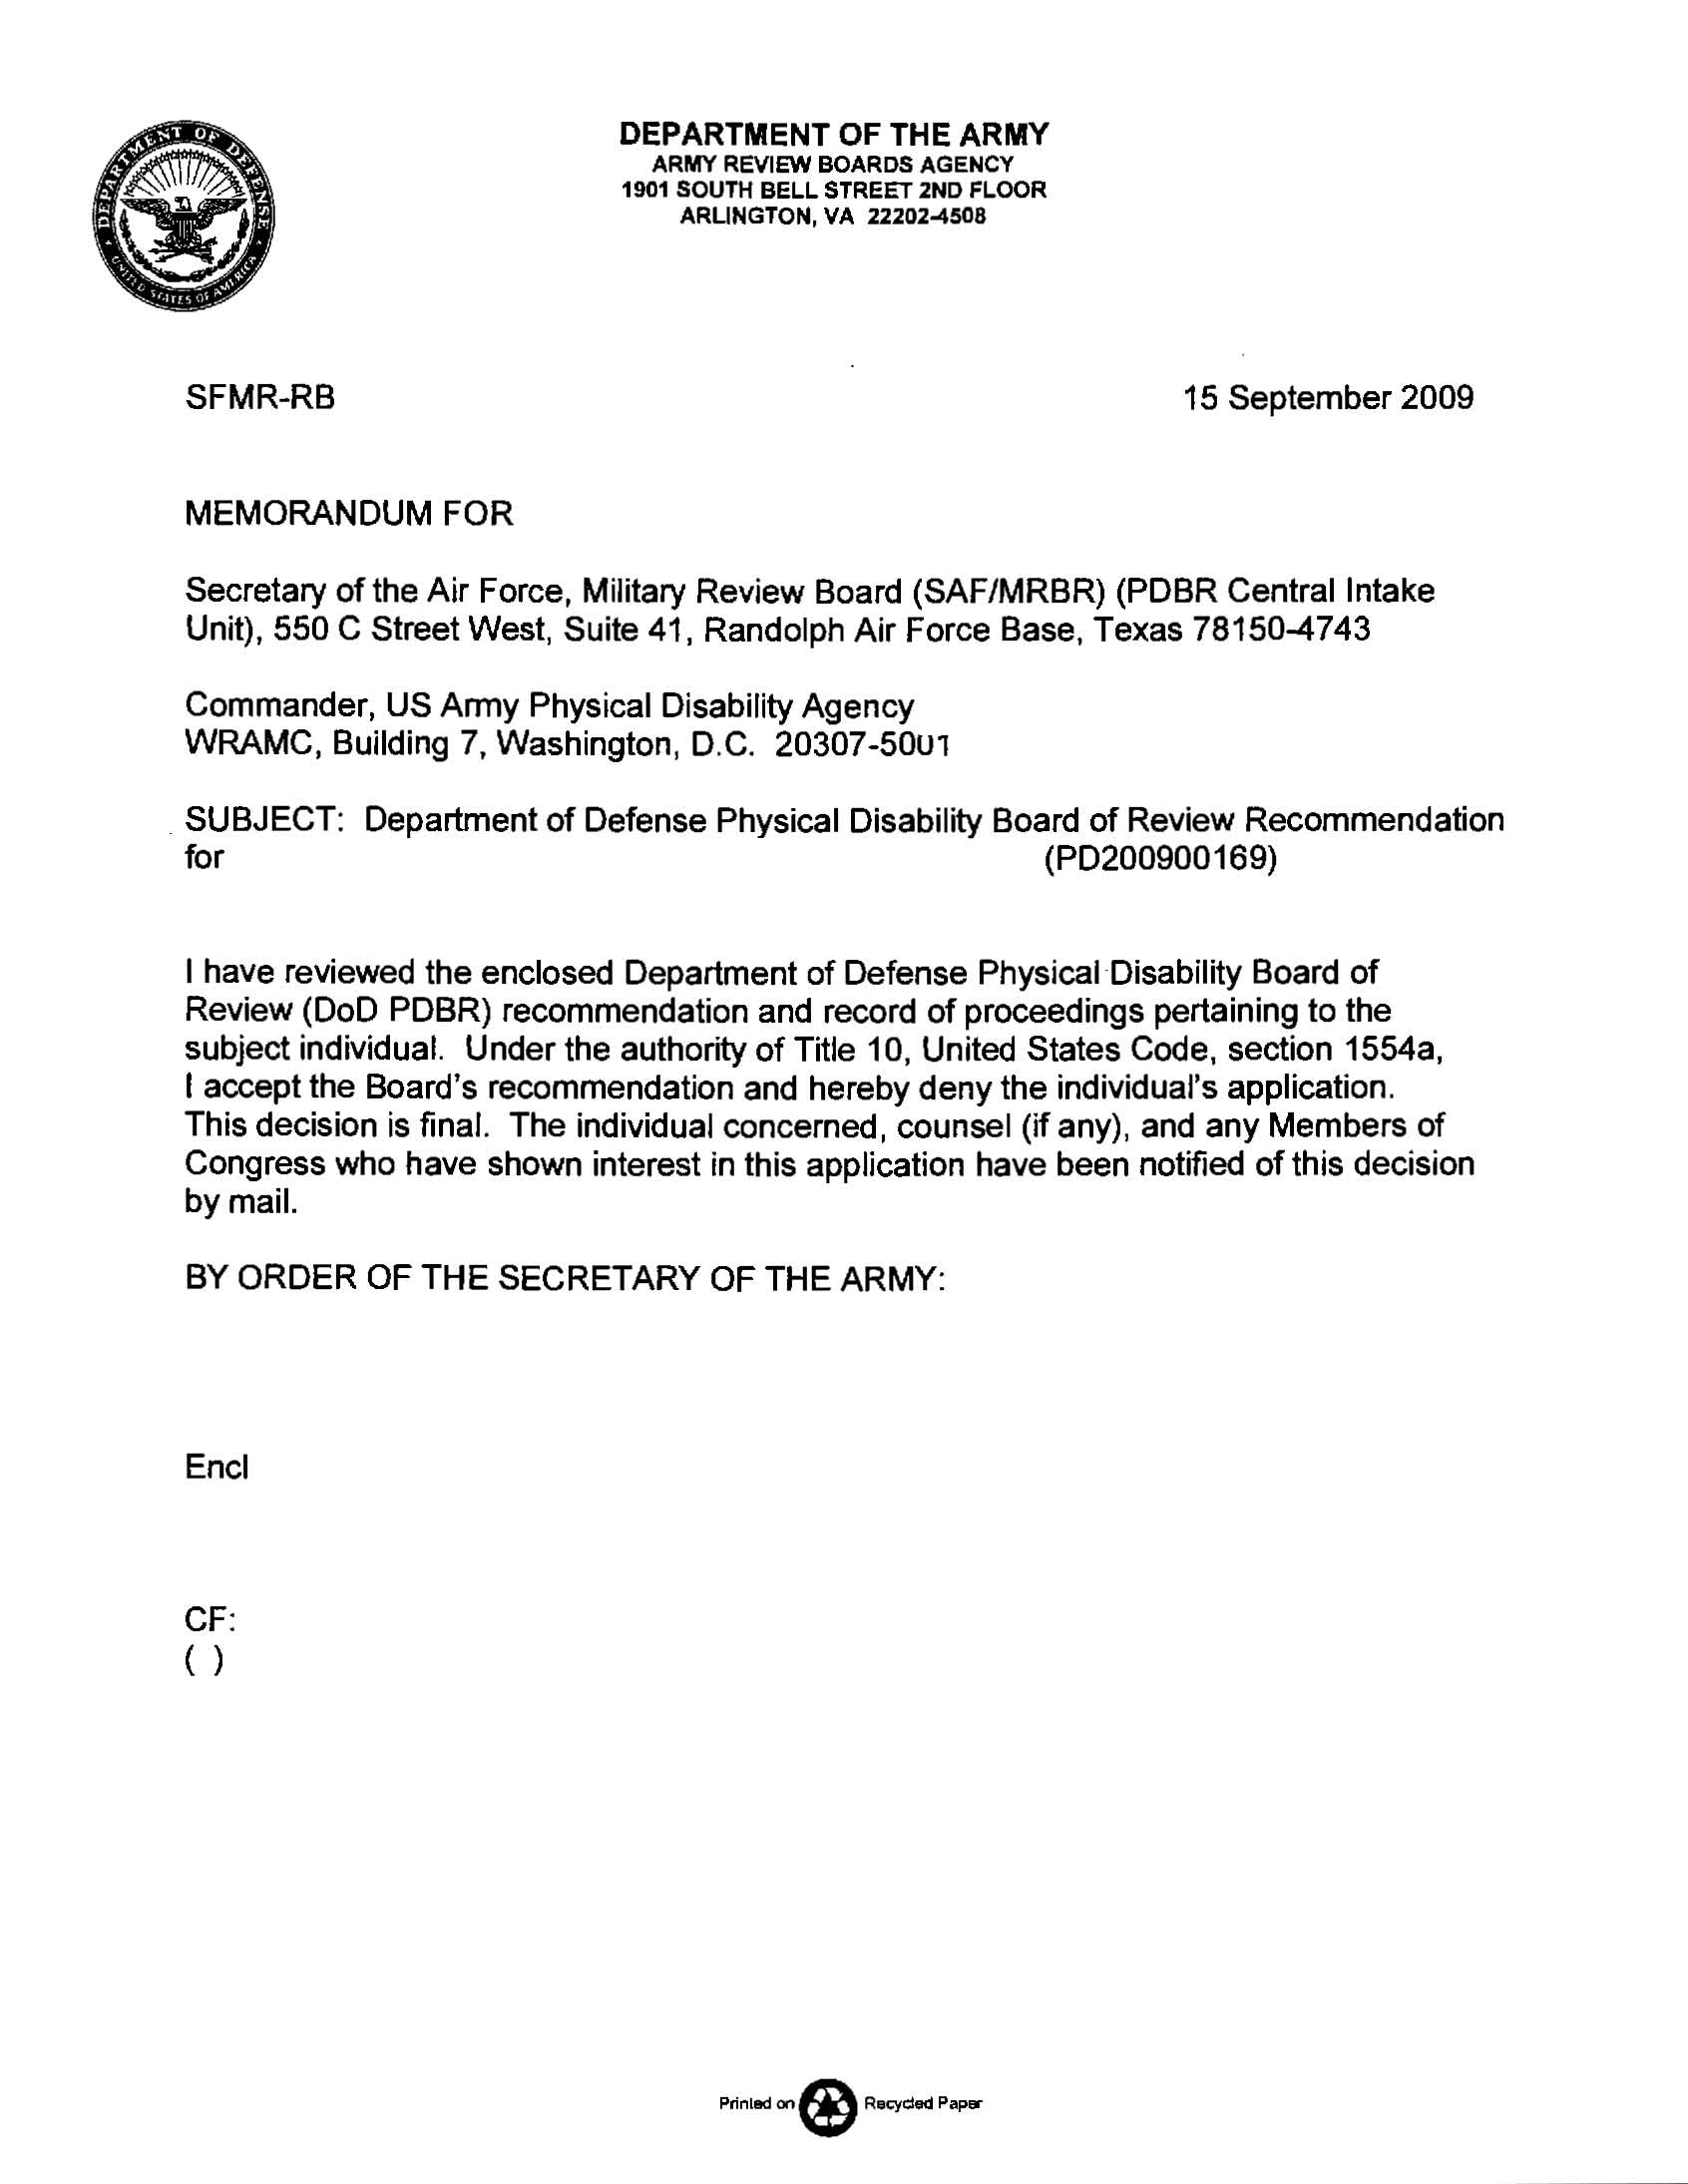 DEPARTMENT OF DEFENSE
UNITED STATES OF AMERICA
DEPARTMENT OF THE ARMY
ARMY REVIEW BOARDS AGENCY
1901 SOUTH BELL STREET 2ND FLOOR
ARLINGTON, VA 22202-4508
SFMR-RB 15 September 2009
MEMORANDUM FOR
Secretary of the Air Force, Military Review Board (SAF/MRBR) (PDBR Central Intake
Unit), 550 C Street West, Suite 41, Randolph Air Force Base, Texas 78150-4743
Commander, US Army Physical Disability Agency
WRAMC, Building 7, Washington, D.C. 20307-5001
SUBJECT: Department of Defense Physical Disability Board of Review Recommendation
for (PD200900169)
I have reviewed the enclosed Department of Defense Physical Disability Board of
Review (DoD PDBR) recommendation and record of proceedings pertaining to the
subject individual. Under the authority of Title 10, United States Code, section 1554a,
I accept the Board's recommendation and hereby deny the individual's application.
This decision is final. The individual concerned, counsel (if any), and any Members of
Congress who have shown interest in this application have been notified of this decision
by mail.
BY ORDER OF THE SECRETARY OF THE ARMY:
Encl
CF:
( )
Printed on Recycled Paper